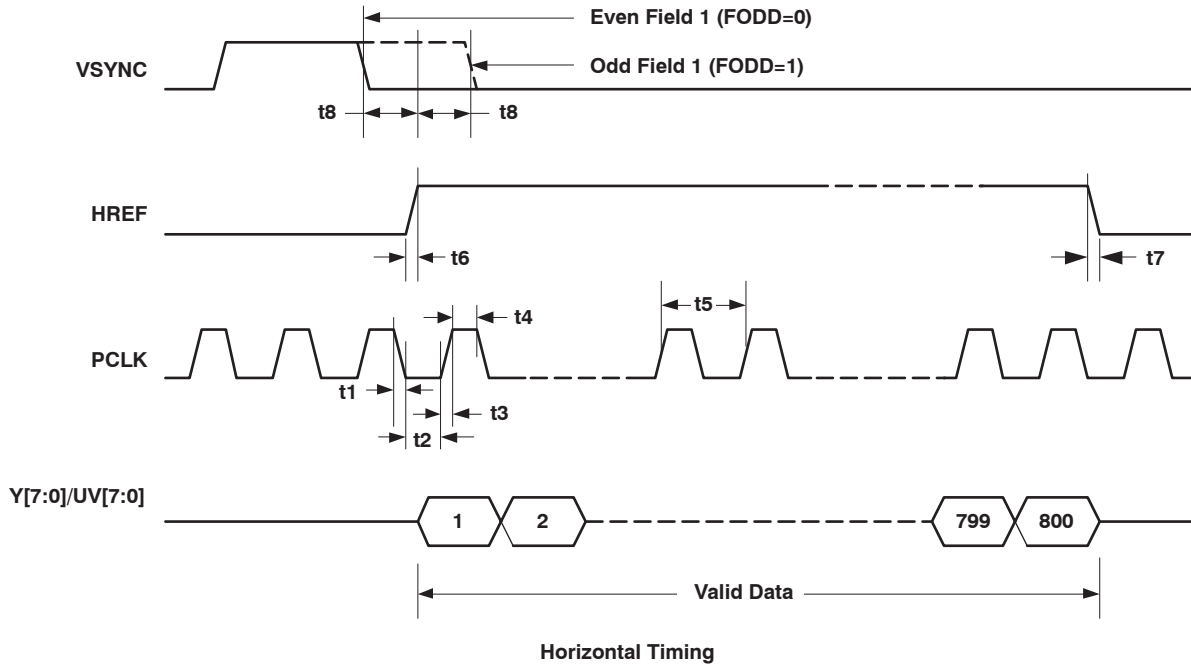 Even Field 1 (FODD=0)
VSYNC
Odd Field 1 (FODD=1)
t8
t8
HREF
t6
t7
t5
t4
PCLK
t1
t3
t2
Y[7:0]/UV[7:0]
1
2
799
800
Valid Data
Horizontal Timing